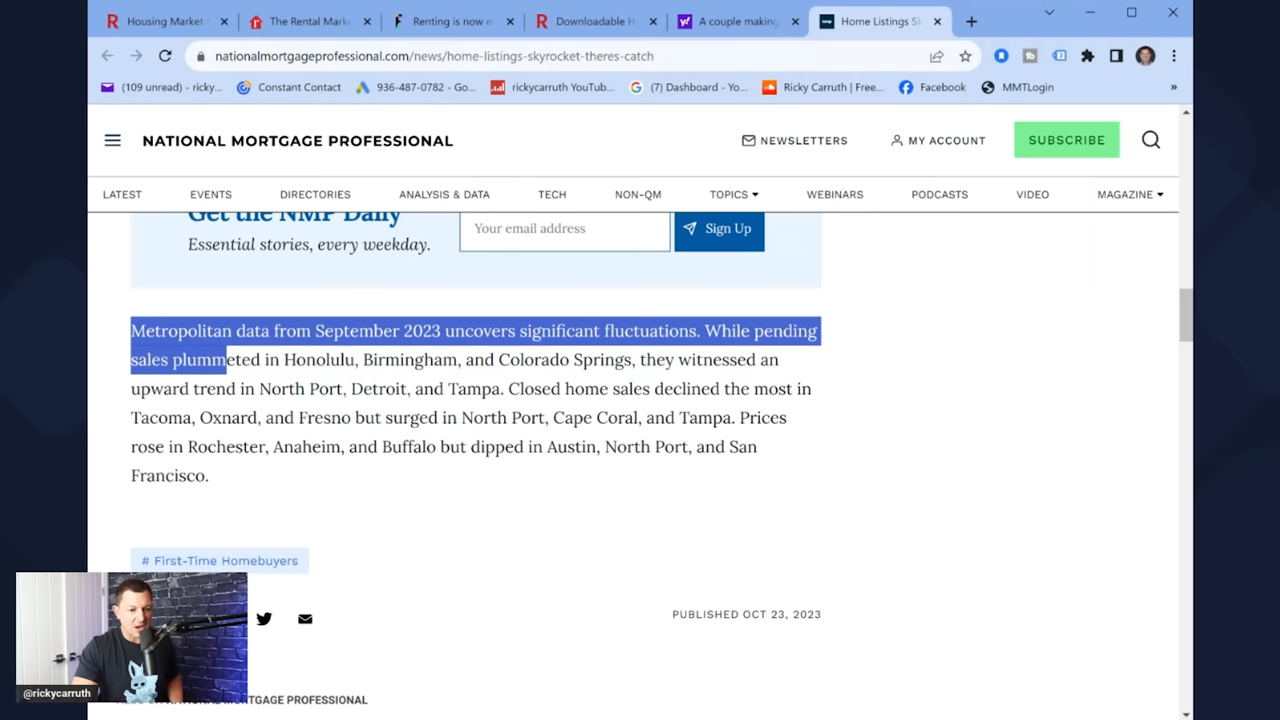 Housing Market
The Rental Mark
Renting is now e
Downloadable H
A couple making
Home Listings S
nationalmortgageprofessional.com/news/home-listings-skyrocket-theres-catch
(109 unread) - ricky...
Constant Contact
936-487-0782 - Go...
rickycarruth YouTub...
(7) Dashboard - Yo...
Ricky Carruth | Free...
Facebook
MMTLogin
»
NATIONAL MORTGAGE PROFESSIONAL
NEWSLETTERS
MY ACCOUNT
SUBSCRIBE
LATEST
EVENTS
DIRECTORIES
ANALYSIS & DATA
TECH
NON-QM
TOPICS
WEBINARS
PODCASTS
VIDEO
MAGAZINE
Get the NMP Daily
Essential stories, every weekday.
Your email address
Sign Up
Metropolitan data from September 2023 uncovers significant fluctuations. While pending
sales plummeted in Honolulu, Birmingham, and Colorado Springs, they witnessed an
upward trend in North Port, Detroit, and Tampa. Closed home sales declined the most in
Tacoma, Oxnard, and Fresno but surged in North Port, Cape Coral, and Tampa. Prices
rose in Rochester, Anaheim, and Buffalo but dipped in Austin, North Port, and San
Francisco.
# First-Time Homebuyers
PUBLISHED OCT 23, 2023
@rickycarruth
MORTGAGE PROFESSIONAL